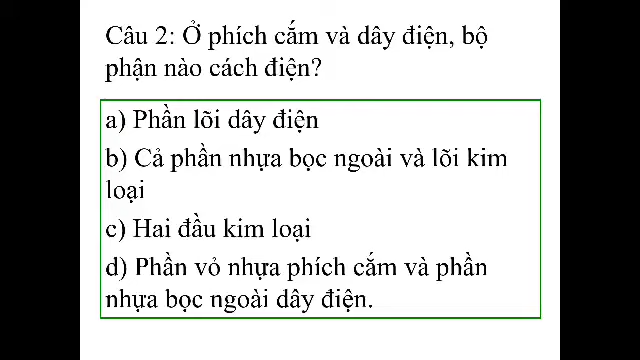 Câu 2: Ở phích cắm và dây điện, bộ
phận nào cách điện?
a) Phần lõi dây điện
b) Cả phần nhựa bọc ngoài và lõi kim
loại
c) Hai đầu kim loại
d) Phần vỏ nhựa phích cắm và phần
nhựa bọc ngoài dây điện.